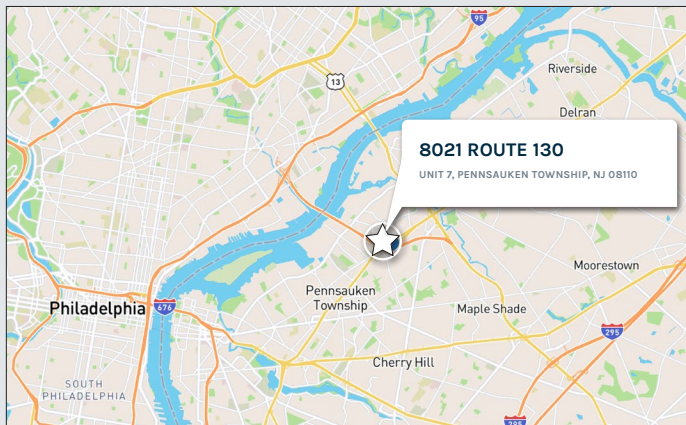 95
Riverside
13
Delran
8021 ROUTE 130
UNIT 7, PENNSAUKEN TOWNSHIP, NJ 08110
Moorestown
Pennsauken
Township
Philadelphia
676
Maple Shade
295
Cherry Hill
SOUTH
PHILADELPHIA
295